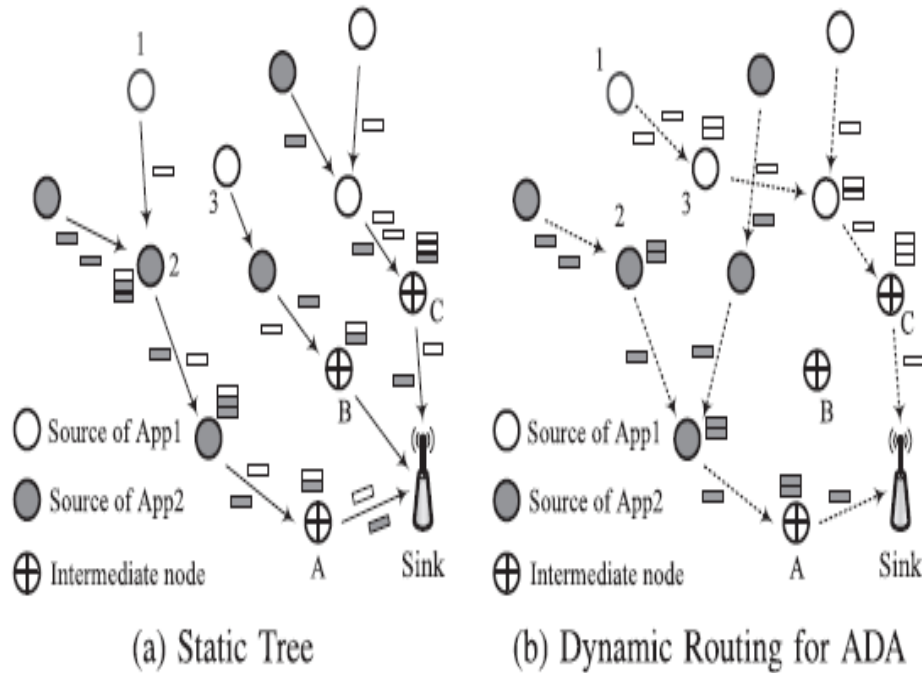 1
3
2
C
B
A
Sink
Source of App1
Source of App2
Intermediate node
(a) Static Tree
1
3
2
C
B
A
Sink
Source of App1
Source of App2
Intermediate node
(b) Dynamic Routing for ADA